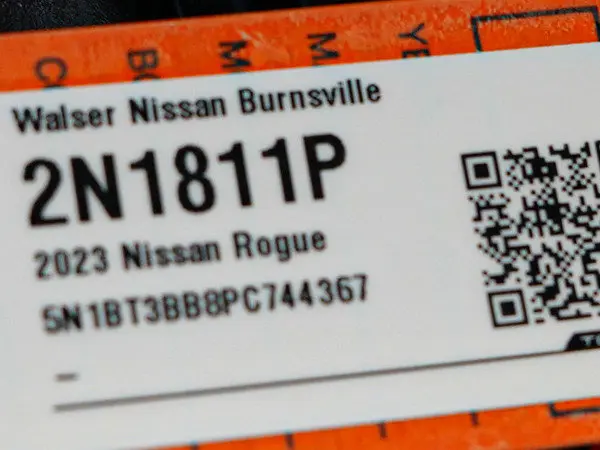 Walser Nissan Burnsville
2N1811P
2023 Nissan Rogue
5N1BT3BB8PC744367
–